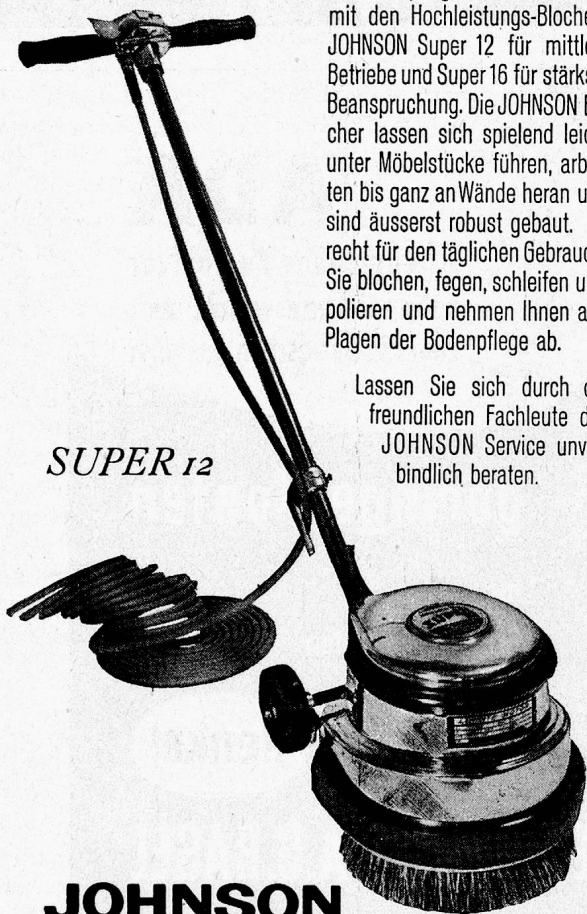 mit den Hochleistungs-Bloche
JOHNSON Super 12 für mittle
Betriebe und Super 16 für stärks
Beanspruchung. Die JOHNSON B
cher lassen sich spielend leic
unter Möbelstücke führen, arb
ten bis ganz an Wände heran u
sind äusserst robust gebaut.
recht für den täglichen Gebrauc
Sie blochen, fegen, schleifen u
polieren und nehmen Ihnen a
Plagen der Bodenpflege ab.
Lassen Sie sich durch d
freundlichen Fachleute d
JOHNSON Service unv
bindlich beraten.
SUPER 12
JOHNSON